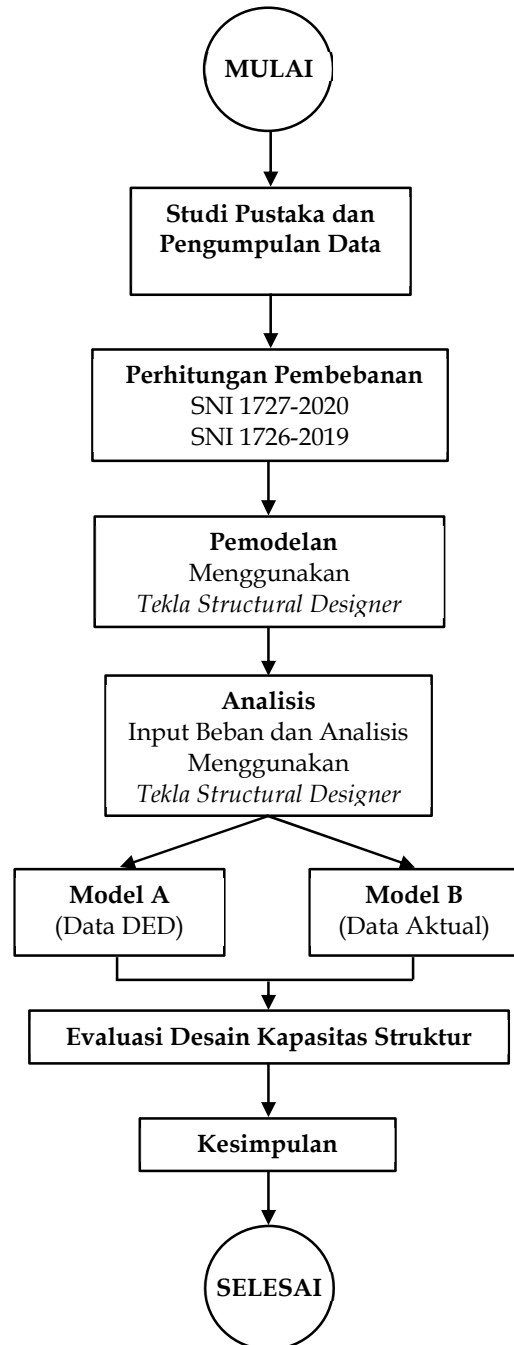 MULAI
Studi Pustaka dan
Pengumpulan Data
Perhitungan Pembebanan
SNI 1727-2020
SNI 1726-2019
Pemodelan
Menggunakan
Tekla Structural Designer
Analisis
Input Beban dan Analisis
Menggunakan
Tekla Structural Designer
Model A
(Data DED)
Model B
(Data Aktual)
Evaluasi Desain Kapasitas Struktur
Kesimpulan
SELESAI